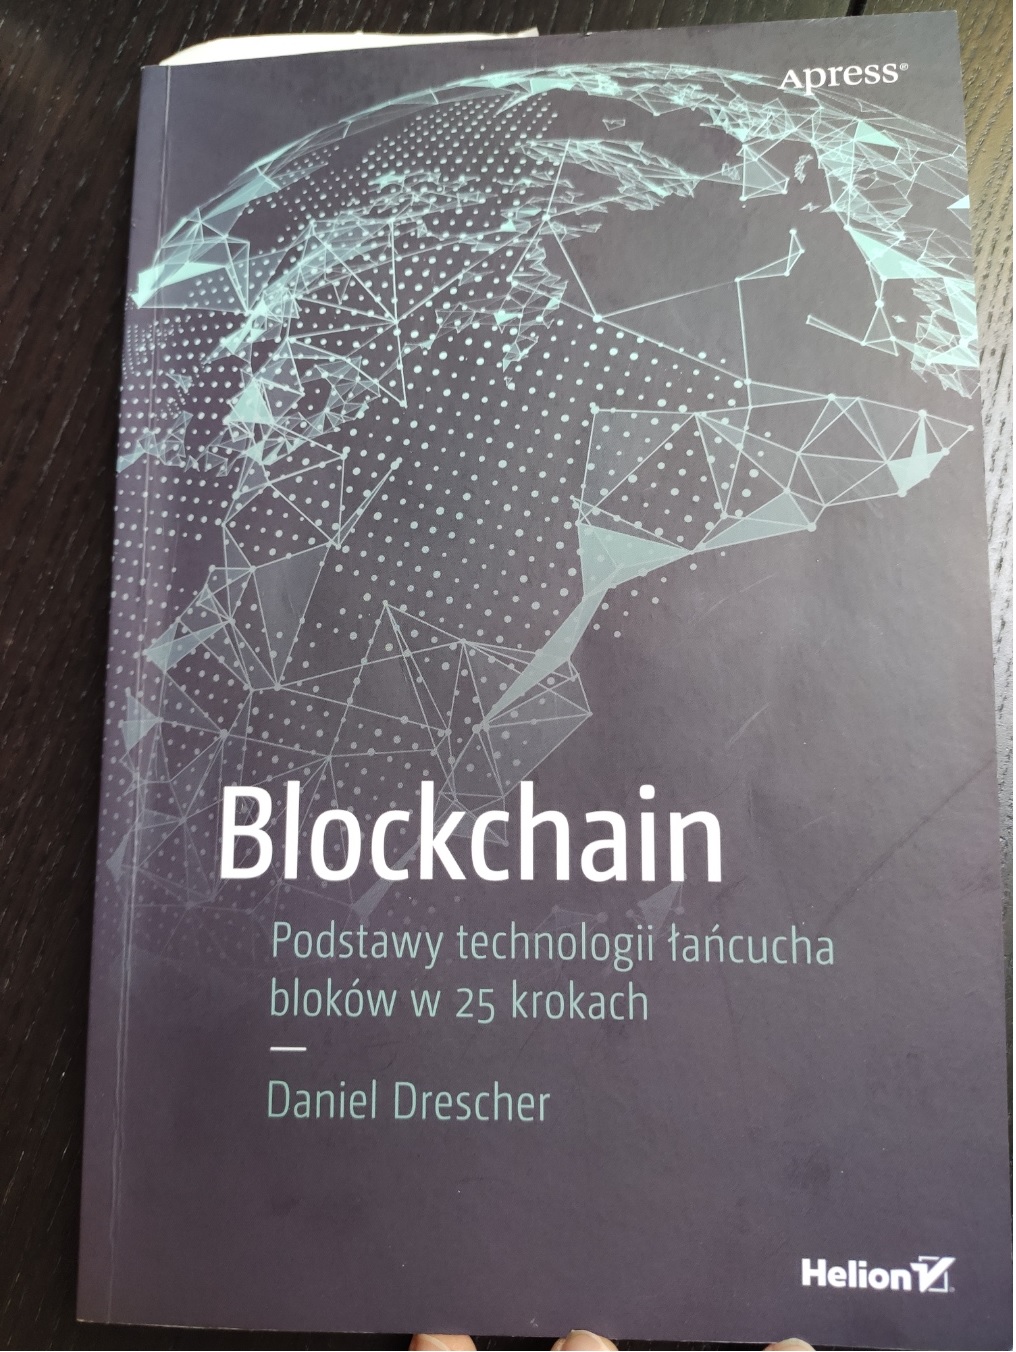 Apress®
Blockchain
Podstawy technologii łańcucha
bloków w 25 krokach
Daniel Drescher
Helion